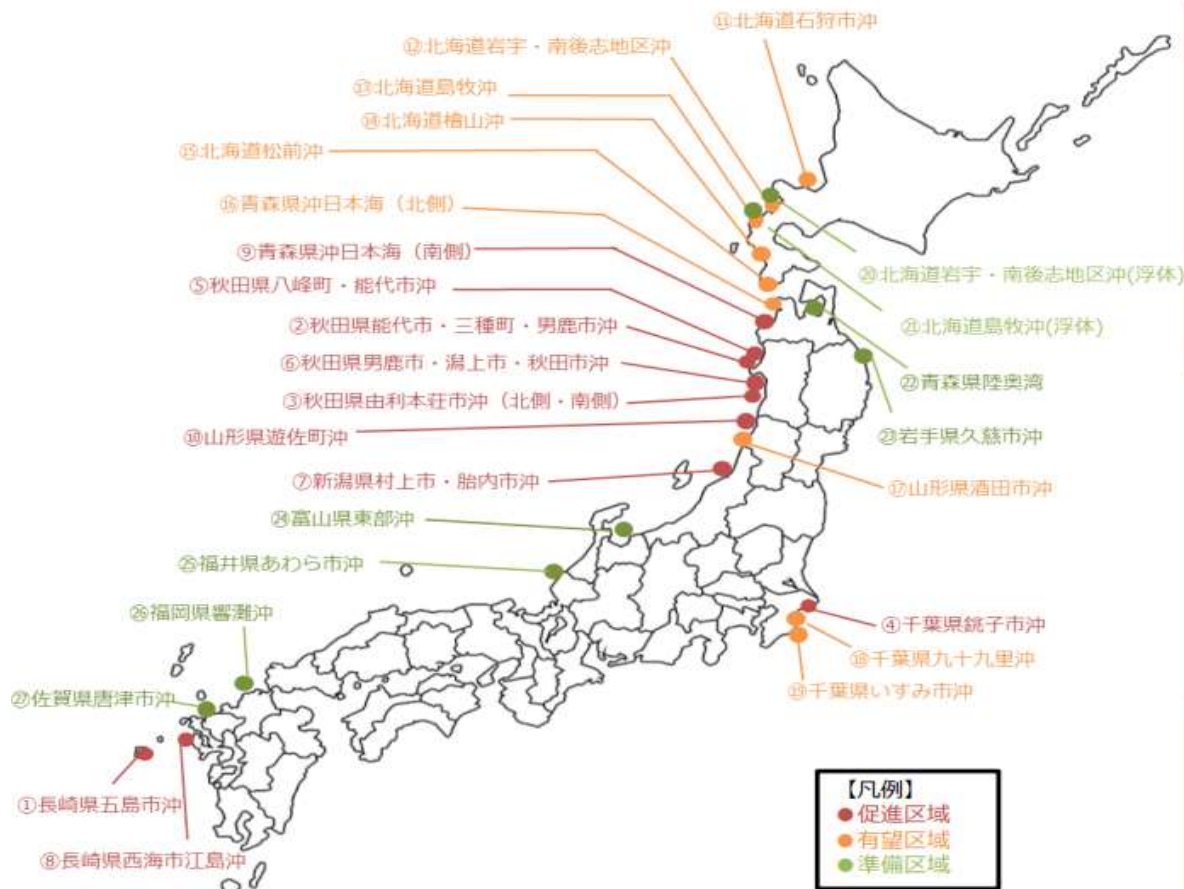 ⑪北海道石狩市沖
⑫北海道岩宇・南後志地区沖
⑬北海道島牧沖
⑭北海道檜山沖
⑮北海道松前沖
⑯青森県沖日本海（北側）
⑨青森県沖日本海（南側）
⑤秋田県八峰町・能代市沖
②秋田県能代市・三種町・男鹿市沖
⑥秋田県男鹿市・潟上市・秋田市沖
③秋田県由利本荘市沖（北側・南側）
⑩山形県遊佐町沖
⑦新潟県村上市・胎内市沖
㉔富山県東部沖
㉕福井県あわら市沖
㉖福岡県響灘沖
㉗佐賀県唐津市沖
①長崎県五島市沖
⑧長崎県西海市江島沖
⑳北海道岩宇・南後志地区沖(浮体)
㉑北海道島牧沖(浮体)
㉒青森県陸奥湾
㉓岩手県久慈市沖
⑰山形県酒田市沖
④千葉県銚子市沖
⑱千葉県九十九里沖
⑲千葉県いすみ市沖
【凡例】
促進区域
有望区域
準備区域